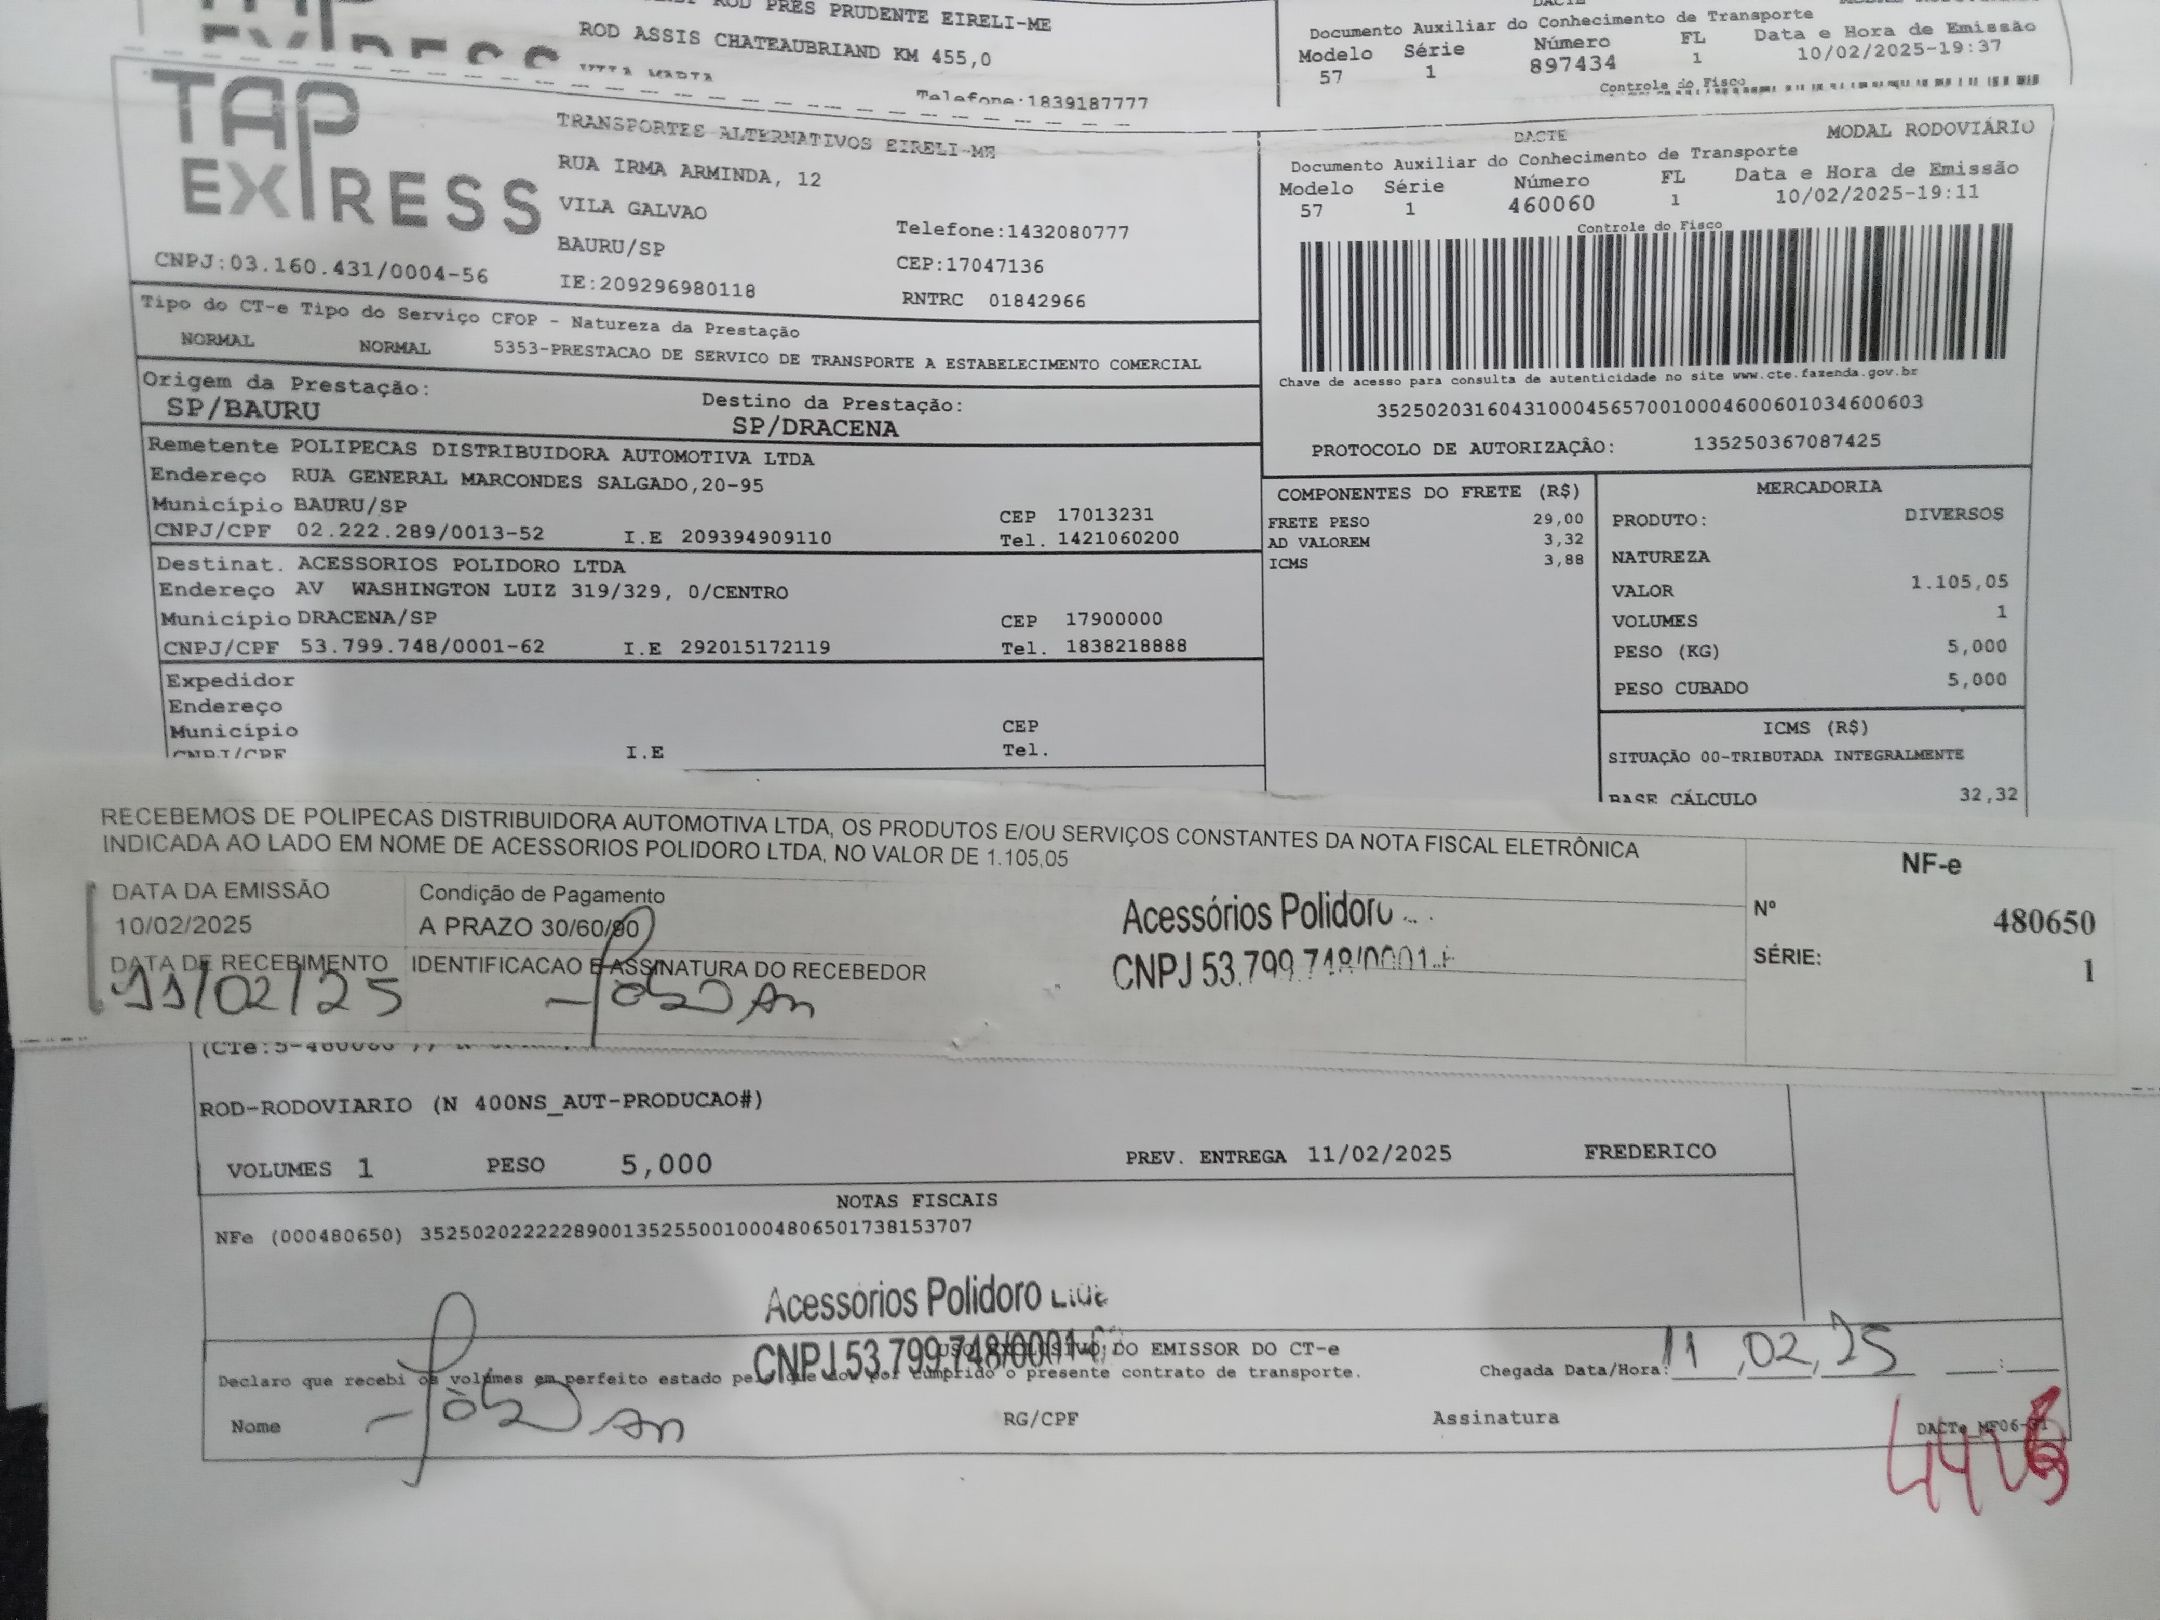 ROD PRES PRUDENTE EIRELI-ME
ROD ASSIS CHATEAUBRIAND KM 455,0
Telefone:1839187777
DACTE
Documento Auxiliar do Conhecimento de Transporte
Modelo Série Número FL Data e Hora de Emissão
57 1 897434 1 10/02/2025-19:37
Controle do Fisco
TAP EXPRESS
CNPJ:03.160.431/0004-56
TRANSPORTES ALTERNATIVOS EIRELI-ME
RUA IRMA ARMINDA, 12
VILA GALVAO
BAURU/SP
IE:209296980118
Telefone:1432080777
CEP:17047136
RNTRC 01842966
DACTE MODAL RODOVIÁRIO
Documento Auxiliar do Conhecimento de Transporte
Modelo Série Número FL Data e Hora de Emissão
57 1 460060 1 10/02/2025-19:11
Controle do Fisco
Chave de acesso para consulta de autenticidade no site www.cte.fazenda.gov.br
35250203160431000456570010004600601034600603
PROTOCOLO DE AUTORIZAÇÃO: 135250367087425
Tipo do CT-e Tipo do Serviço CFOP - Natureza da Prestação
NORMAL NORMAL 5353-PRESTACAO DE SERVICO DE TRANSPORTE A ESTABELECIMENTO COMERCIAL
Origem da Prestação: Destino da Prestação:
SP/BAURU SP/DRACENA
Remetente POLIPECAS DISTRIBUIDORA AUTOMOTIVA LTDA
Endereço RUA GENERAL MARCONDES SALGADO,20-95
Município BAURU/SP CEP 17013231
CNPJ/CPF 02.222.289/0013-52 I.E 209394909110 Tel. 1421060200
Destinat. ACESSORIOS POLIDORO LTDA
Endereço AV WASHINGTON LUIZ 319/329, 0/CENTRO
Município DRACENA/SP CEP 17900000
CNPJ/CPF 53.799.748/0001-62 I.E 292015172119 Tel. 1838218888
Expedidor
Endereço
Município CEP
CNPJ/CPF I.E Tel.
COMPONENTES DO FRETE (R$)
FRETE PESO 29,00
AD VALOREM 3,32
ICMS 3,88
MERCADORIA
PRODUTO: DIVERSOS
NATUREZA
VALOR 1.105,05
VOLUMES 1
PESO (KG) 5,000
PESO CUBADO 5,000
ICMS (R$)
SITUAÇÃO 00-TRIBUTADA INTEGRALMENTE
BASE CÁLCULO 32,32
RECEBEMOS DE POLIPECAS DISTRIBUIDORA AUTOMOTIVA LTDA, OS PRODUTOS E/OU SERVIÇOS CONSTANTES DA NOTA FISCAL ELETRÔNICA
INDICADA AO LADO EM NOME DE ACESSORIOS POLIDORO LTDA, NO VALOR DE 1.105,05
DATA DA EMISSÃO Condição de Pagamento
10/02/2025 A PRAZO 30/60/90
DATA DE RECEBIMENTO IDENTIFICACAO E ASSINATURA DO RECEBEDOR
11/02/25
Acessórios Polidoro
CNPJ 53.799.748/0001
NF-e
Nº 480650
SÉRIE: 1
ROD-RODOVIARIO (N 400NS_AUT-PRODUCAO#)
VOLUMES 1 PESO 5,000 PREV. ENTREGA 11/02/2025 FREDERICO
NOTAS FISCAIS
NFe (000480650) 35250202222289001352550010004806501738153707
Acessórios Polidoro Ltda
CNPJ 53.799.748/0001
USO EXCLUSIVO DO EMISSOR DO CT-e
Declaro que recebi os volumes em perfeito estado pelo que dou por cumprido o presente contrato de transporte.
Chegada Data/Hora: 11,02,25
Nome RG/CPF Assinatura DACTe_MF06-01